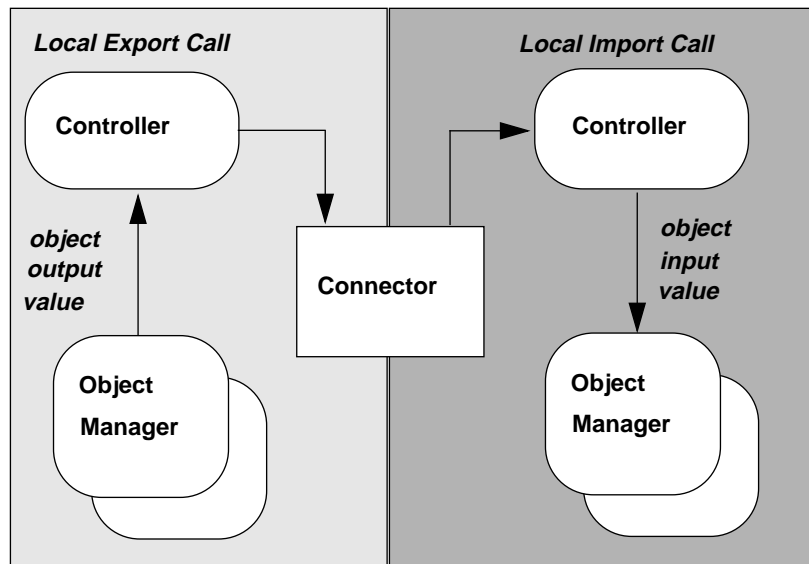 Local Export Call
Controller
object
output
value
Object
Manager
Connector
Local Import Call
Controller
object
input
value
Object
Manager